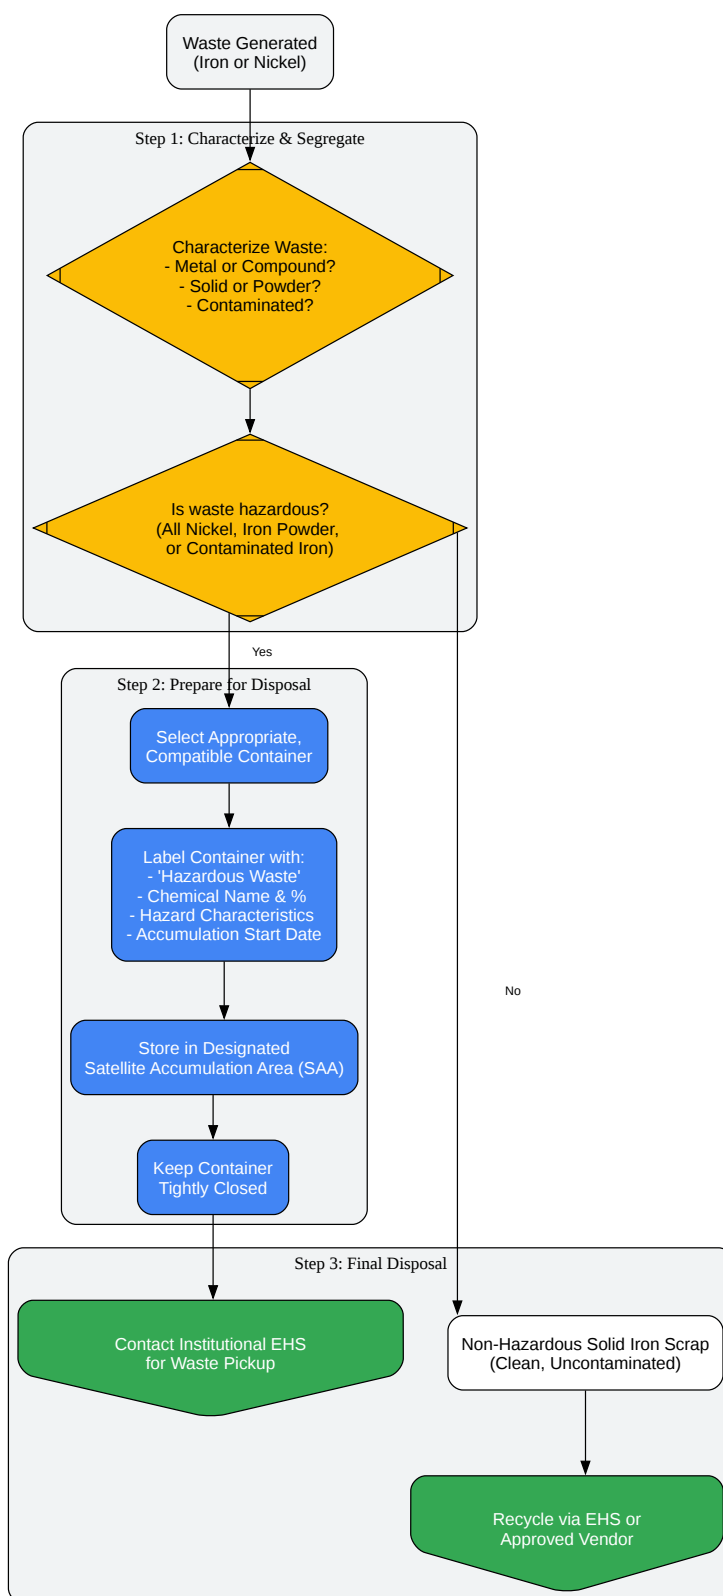 Waste Generated
(Iron or Nickel)
Step 1: Characterize & Segregate
Characterize Waste:
- Metal or Compound?
- Solid or Powder?
- Contaminated?
Is waste hazardous?
(All Nickel, Iron Powder,
or Contaminated Iron)
Yes
Step 2: Prepare for Disposal
Select Appropriate,
Compatible Container
Label Container with:
- 'Hazardous Waste'
- Chemical Name & %
- Hazard Characteristics
- Accumulation Start Date
No
Store in Designated
Satellite Accumulation Area (SAA)
Keep Container
Tightly Closed
Step 3: Final Disposal
Contact Institutional EHS
for Waste Pickup
Non-Hazardous Solid Iron Scrap
(Clean, Uncontaminated)
Recycle via EHS or
Approved Vendor